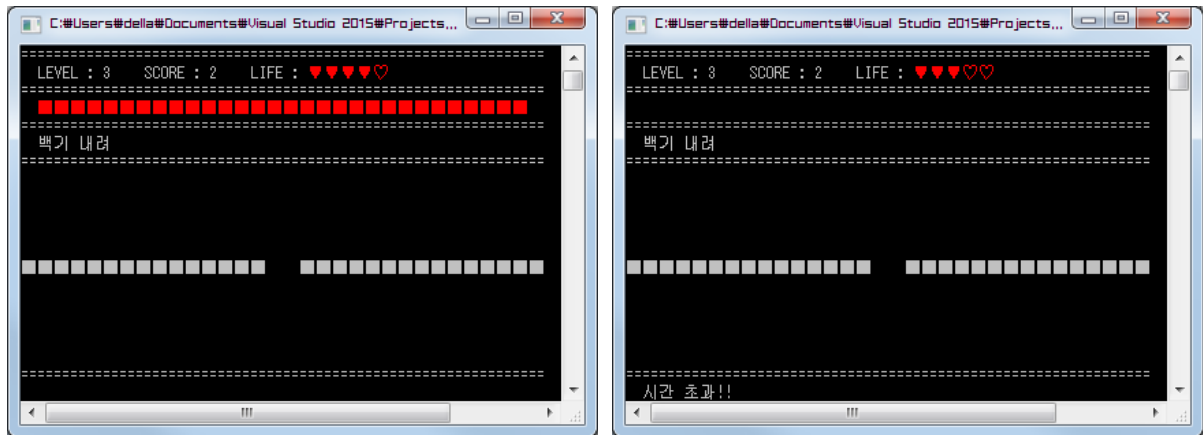 C:#Users#della#Documents#Visual Studio 2015#Projects...
LEVEL : 3 SCORE : 2 LIFE : ♥♥♥♥♡
백기 내려
C:#Users#della#Documents#Visual Studio 2015#Projects...
LEVEL : 3 SCORE : 2 LIFE : ♥♥♥♡♡
백기 내려
시간 초과!!